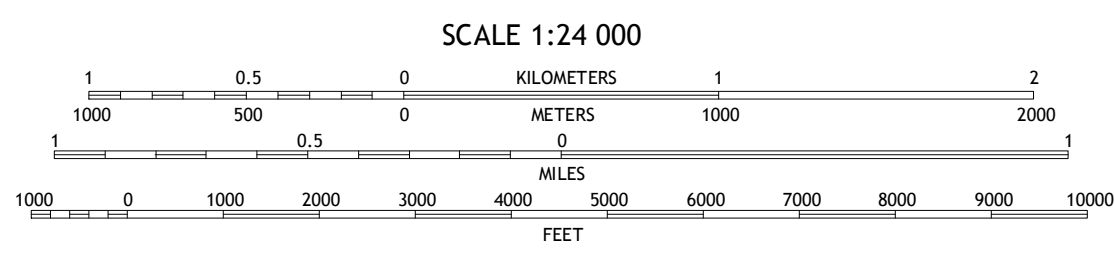 SCALE 1:24 000
1 0.5 0 KILOMETERS 1 2
1000 500 0 METERS 1000 2000
1 0.5 0 1
MILES
1000 0 1000 2000 3000 4000 5000 6000 7000 8000 9000 10000
FEET